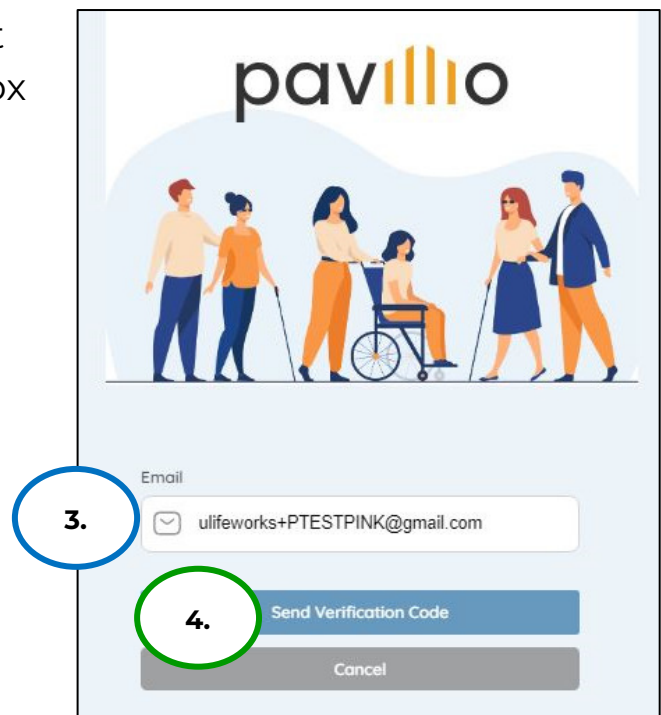 pavillio
Email
3.
ulifeworks+PTESTPINK@gmail.com
4.
Send Verification Code
Cancel